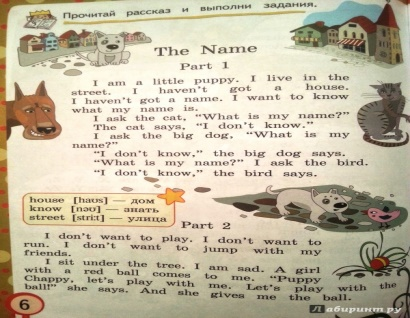 Прочитай рассказ и выполни задания.
The Name
Part 1
I am a little puppy. I live in the
street. I haven't got a house.
I haven't got a name. I want to know
what my name is.
I ask the cat, "What is my name?"
The cat says, "I don't know."
I ask the big dog, "What is my
name?"
"I don't know," the big dog says.
"What is my name?" I ask the bird.
"I don't know," the bird says.
house [haʊs] — дом
know [nəʊ] — знать
street [stri:t] — улица
Part 2
I don't want to play. I don't want to
run. I don't want to jump with my
friends.
I sit under the tree. I am sad. A girl
with a red ball comes to me. "Puppy
Chappy, let's play with me. Let's play with the
ball!" she says. And she gives me the ball.
6
Лабиринт.ру